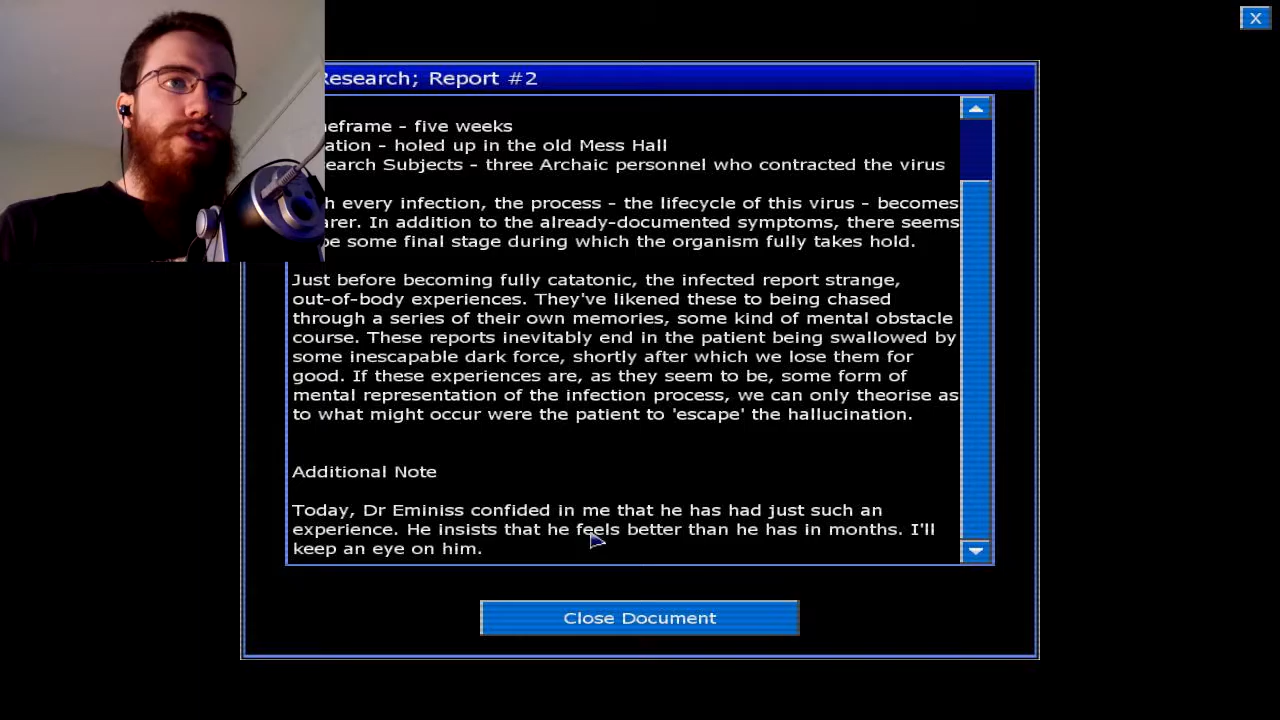 X
Research; Report #2
eframe - five weeks
ation - holed up in the old Mess Hall
earch Subjects - three Archaic personnel who contracted the virus
h every infection, the process - the lifecycle of this virus - becomes
arer. In addition to the already-documented symptoms, there seems
be some final stage during which the organism fully takes hold.
Just before becoming fully catatonic, the infected report strange,
out-of-body experiences. They've likened these to being chased
through a series of their own memories, some kind of mental obstacle
course. These reports inevitably end in the patient being swallowed by
some inescapable dark force, shortly after which we lose them for
good. If these experiences are, as they seem to be, some form of
mental representation of the infection process, we can only theorise as
to what might occur were the patient to 'escape' the hallucination.
Additional Note
Today, Dr Eminiss confided in me that he has had just such an
experience. He insists that he feels better than he has in months. I'll
keep an eye on him.
Close Document